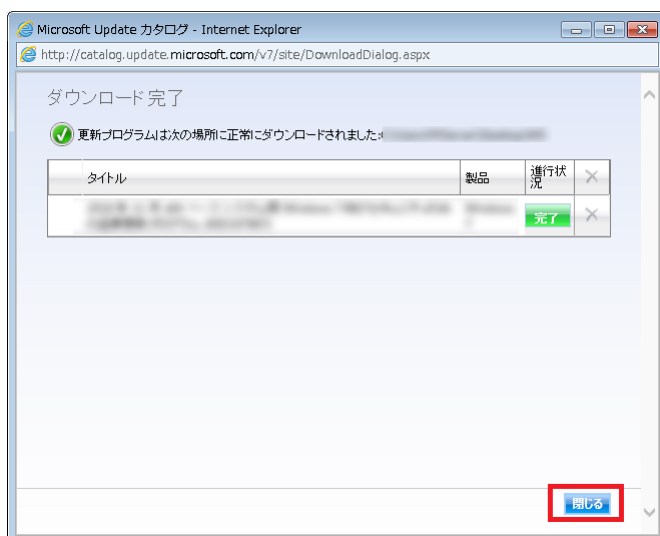 Microsoft Update カタログ - Internet Explorer
http://catalog.update.microsoft.com/v7/site/DownloadDialog.aspx
ダウンロード完了
更新プログラムは次の場所に正常にダウンロードされました:
タイトル 製品 進行状況
完了
閉じる